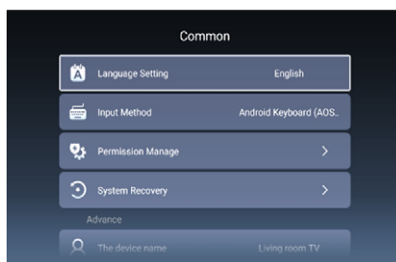 Common
Language Setting English
Input Method Android Keyboard (AOS..
Permission Manage
System Recovery
Advance
The device name Living room TV